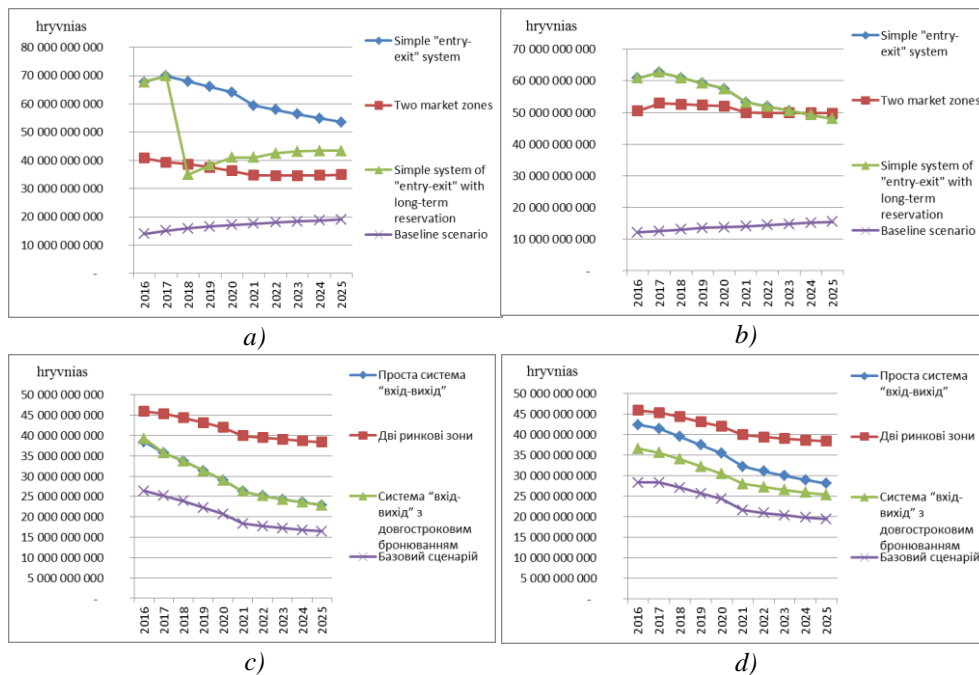 hryvnias
80 000 000 000
70 000 000 000
60 000 000 000
50 000 000 000
40 000 000 000
30 000 000 000
20 000 000 000
10 000 000 000
-
2016 2017 2018 2019 2020 2021 2022 2023 2024 2025
Simple "entry-
exit" system
Two market zones
Simple system of
"entry-exit" with
long-term
reservation
Baseline scenario
a)
hryvnias
70 000 000 000
60 000 000 000
50 000 000 000
40 000 000 000
30 000 000 000
20 000 000 000
10 000 000 000
-
2016 2017 2018 2019 2020 2021 2022 2023 2024 2025
Simple "entry-
exit" system
Two market zones
Simple system of
"entry-exit" with
long-term
reservation
Baseline scenario
b)
hryvnias
50 000 000 000
45 000 000 000
40 000 000 000
35 000 000 000
30 000 000 000
25 000 000 000
20 000 000 000
15 000 000 000
10 000 000 000
5 000 000 000
-
2016 2017 2018 2019 2020 2021 2022 2023 2024 2025
Проста система
“вхід-вихід”
Дві ринкові зони
Система “вхід-
вихід” з
довгостроковим
бронюванням
Базовий сценарій
c)
hryvnias
50 000 000 000
45 000 000 000
40 000 000 000
35 000 000 000
30 000 000 000
25 000 000 000
20 000 000 000
15 000 000 000
10 000 000 000
5 000 000 000
-
2016 2017 2018 2019 2020 2021 2022 2023 2024 2025
Проста система
“вхід-вихід”
Дві ринкові зони
Система “вхід-
вихід” з
довгостроковим
бронюванням
Базовий сценарій
d)